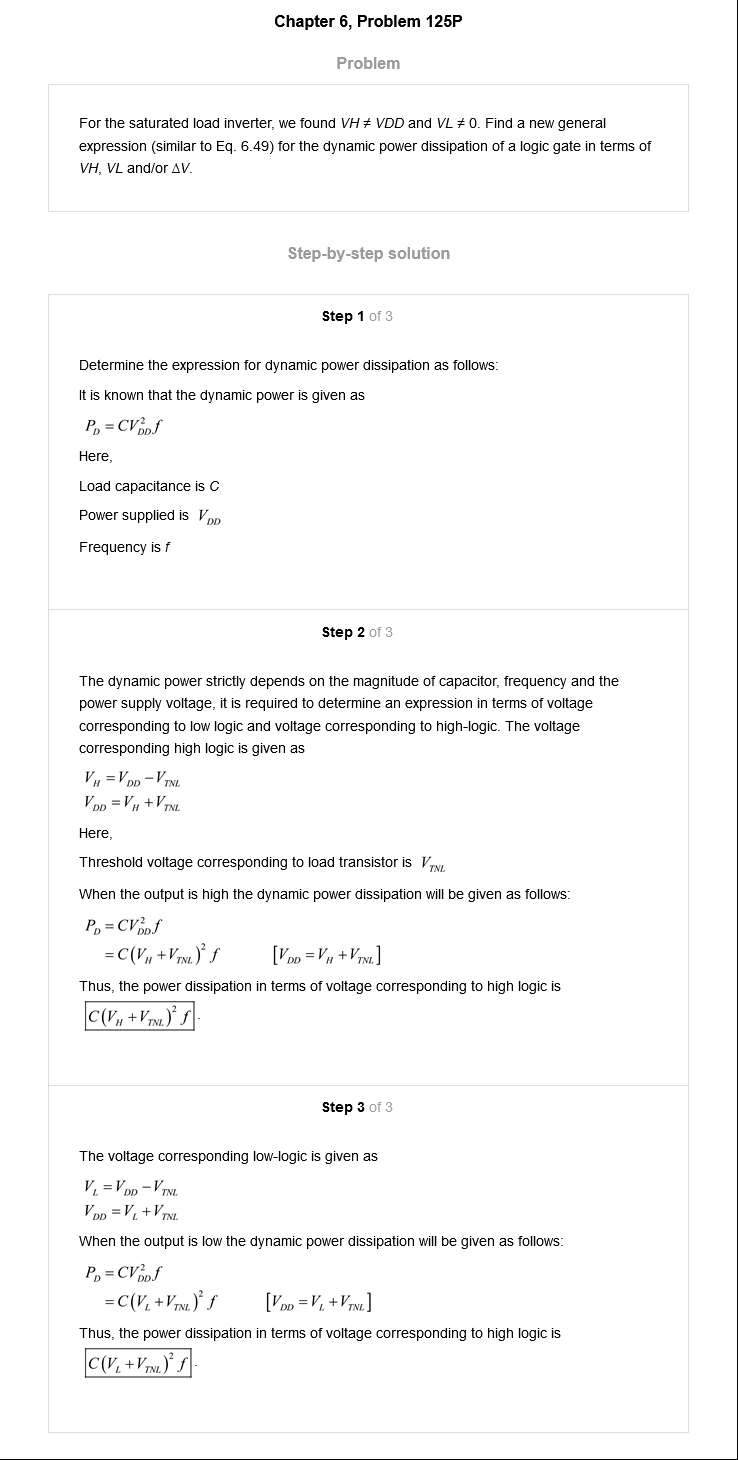 Chapter 6, Problem 125P
Problem
For the saturated load inverter, we found VH ≠ VDD and VL ≠ 0. Find a new general
expression (similar to Eq. 6.49) for the dynamic power dissipation of a logic gate in terms of
VH, VL and/or ΔV.
Step-by-step solution
Step 1 of 3
Determine the expression for dynamic power dissipation as follows:
It is known that the dynamic power is given as
P_D = CV_{DD}^2 f
Here,
Load capacitance is C
Power supplied is V_{DD}
Frequency is f
Step 2 of 3
The dynamic power strictly depends on the magnitude of capacitor, frequency and the
power supply voltage, it is required to determine an expression in terms of voltage
corresponding to low logic and voltage corresponding to high-logic. The voltage
corresponding high logic is given as
V_H = V_{DD} − V_{TNL}
V_{DD} = V_H + V_{TNL}
Here,
Threshold voltage corresponding to load transistor is V_{TNL}
When the output is high the dynamic power dissipation will be given as follows:
P_D = CV_{DD}^2 f
= C(V_H + V_{TNL})^2 f [V_{DD} = V_H + V_{TNL}]
Thus, the power dissipation in terms of voltage corresponding to high logic is
C(V_H + V_{TNL})^2 f.
Step 3 of 3
The voltage corresponding low-logic is given as
V_L = V_{DD} − V_{TNL}
V_{DD} = V_L + V_{TNL}
When the output is low the dynamic power dissipation will be given as follows:
P_D = CV_{DD}^2 f
= C(V_L + V_{TNL})^2 f [V_{DD} = V_L + V_{TNL}]
Thus, the power dissipation in terms of voltage corresponding to high logic is
C(V_L + V_{TNL})^2 f.